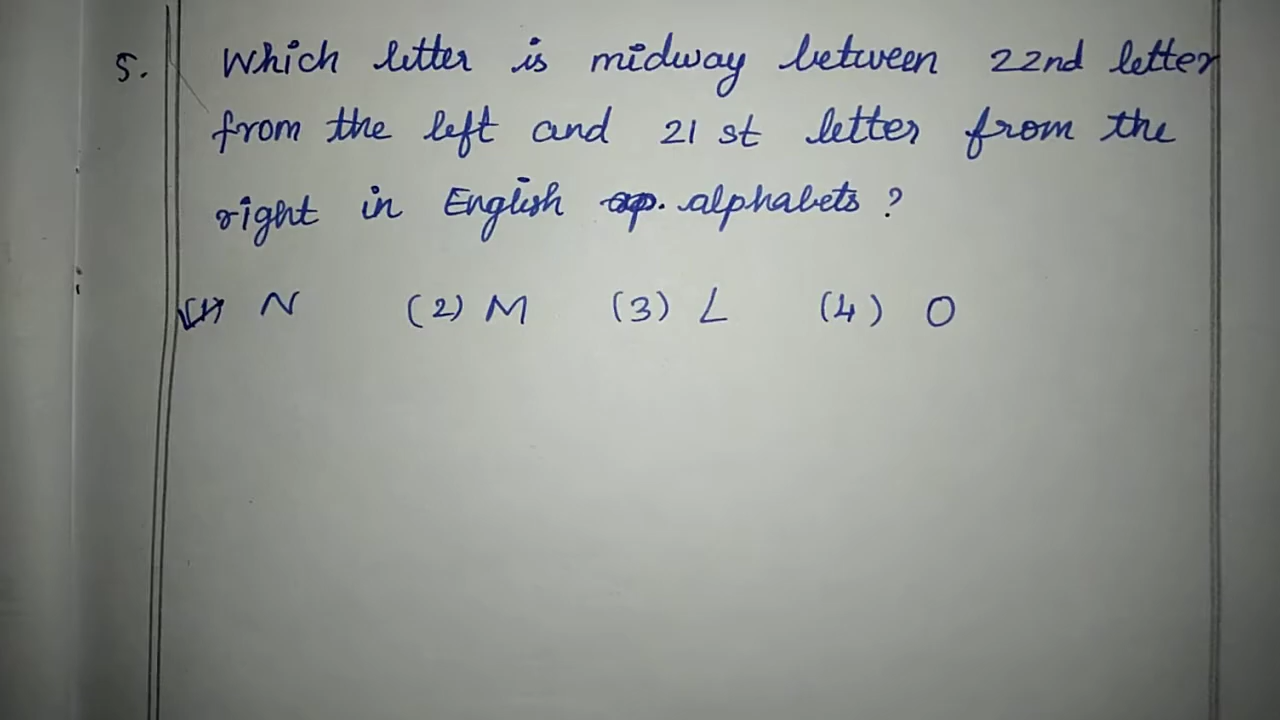 5. Which letter is midway between 22nd letter
from the left and 21st letter from the
right in English alphabets ?
(1) N (2) M (3) L (4) O